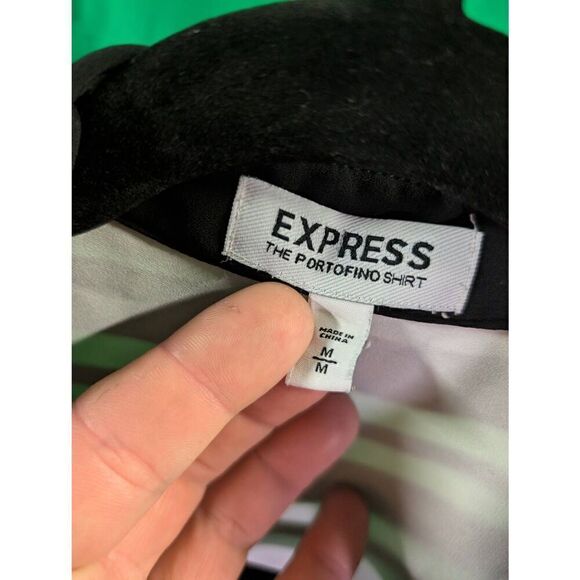 EXPRESS
THE PORTOFINO SHIRT
MADE IN
CHINA
M
M